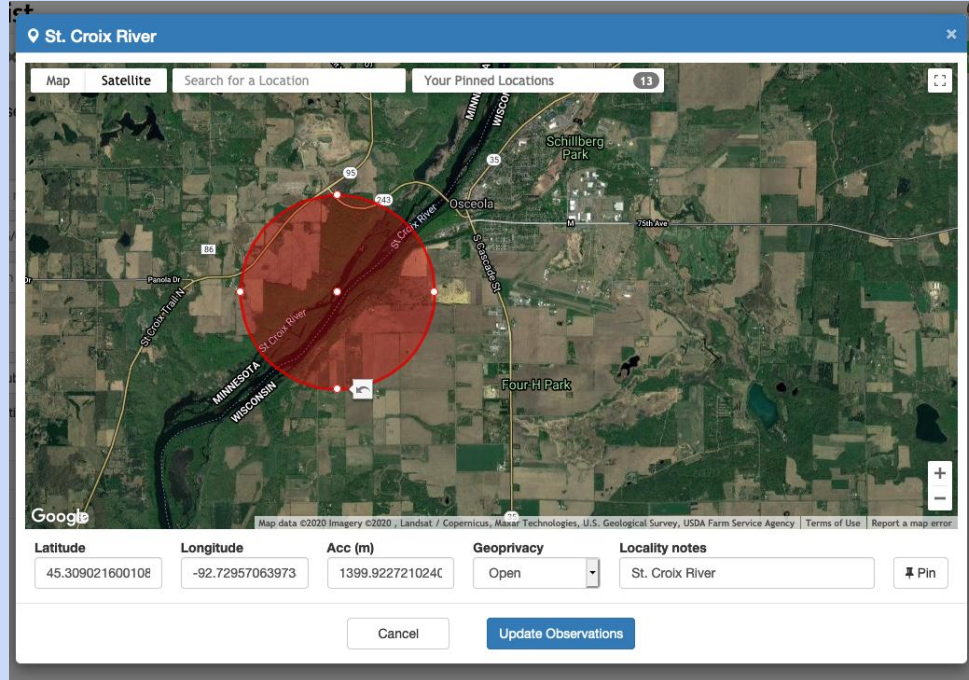 St. Croix River
×
Map
Satellite
Search for a Location
Your Pinned Locations
13
MINN
WISCON
Schillberg
Park
35
95
243
Osceola
St Croix River
M
75th Ave
86
S Cascade St
Panola Dr
St Croix Trail N
St Croix River
MINNESOTA
WISCONSIN
Four-H Park
35
+
−
Google
Map data ©2020 Imagery ©2020 , Landsat / Copernicus, Maxar Technologies, U.S. Geological Survey, USDA Farm Service Agency
Terms of Use
Report a map error
Latitude
Longitude
Acc (m)
Geoprivacy
Locality notes
45.309021600108
-92.72957063973
1399.9227210240
Open
St. Croix River
Pin
Cancel
Update Observations